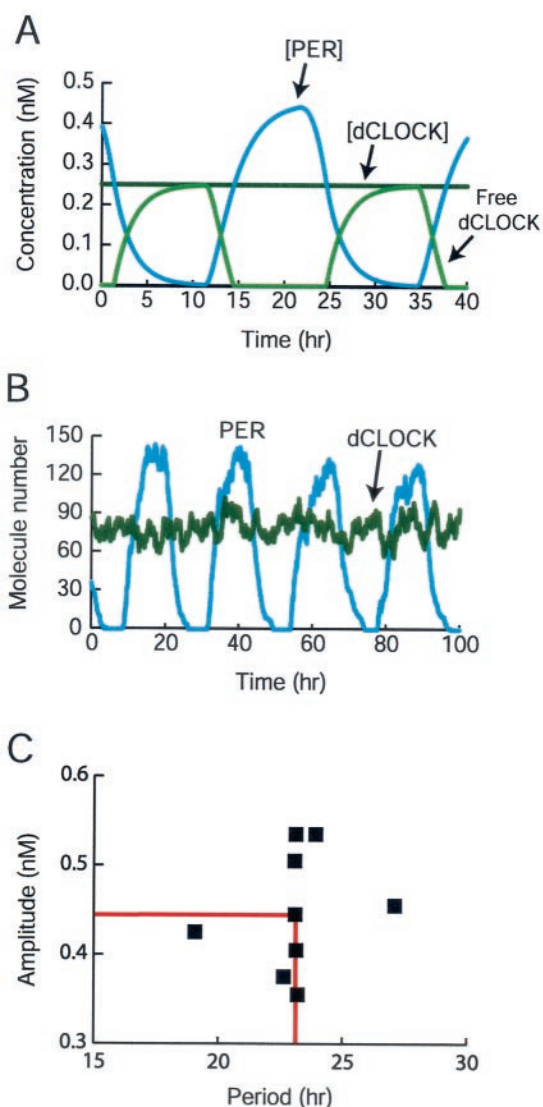 A
[PER]
[dCLOCK]
Free
dCLOCK
Concentration (nM)
0.5
0.4
0.3
0.2
0.1
0.0
0 5 10 15 20 25 30 35 40
Time (hr)
B
PER
dCLOCK
Molecule number
150
120
90
60
30
0
0 20 40 60 80 100
Time (hr)
C
Amplitude (nM)
0.6
0.5
0.4
0.3
15 20 25 30
Period (hr)